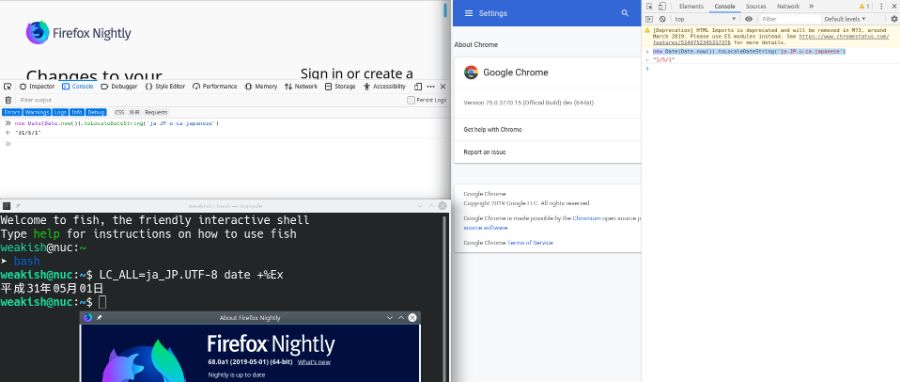 Firefox Nightly
Changes to your
Sign in or create a
Inspector Console Debugger {} Style Editor Performance Memory Network Storage Accessibility
Filter output
Persist Logs
Errors Warnings Logs Info Debug CSS XHR Requests
new Date(Date.now()).toLocaleDateString('ja-JP-u-ca-japanese')
"31/5/1"
weakish : bash — Konsole
Welcome to fish, the friendly interactive shell
Type help for instructions on how to use fish
weakish@nuc:~
➤ bash
weakish@nuc:~$ LC_ALL=ja_JP.UTF-8 date +%Ex
平成31年05月01日
weakish@nuc:~$
About Firefox Nightly
Firefox Nightly
68.0a1 (2019-05-01) (64-bit) What's new
Nightly is up to date
Settings
About Chrome
Google Chrome
Version 75.0.3770.15 (Official Build) dev (64-bit)
Get help with Chrome
Report an issue
Google Chrome
Copyright 2019 Google LLC. All rights reserved.
Google Chrome is made possible by the Chromium open source
source software
Google Chrome Terms of Service
Elements Console Sources
1
top
Filter
Default levels
[Deprecation] HTML Imports is deprecated and will be removed in M73, around
March 2019. Please use ES modules instead. See https://www.chromestatus.com/
features/5144752345317376 for more details.
new Date(Date.now()).toLocaleDateString('ja-JP-u-ca-japanese')
"1/5/1"